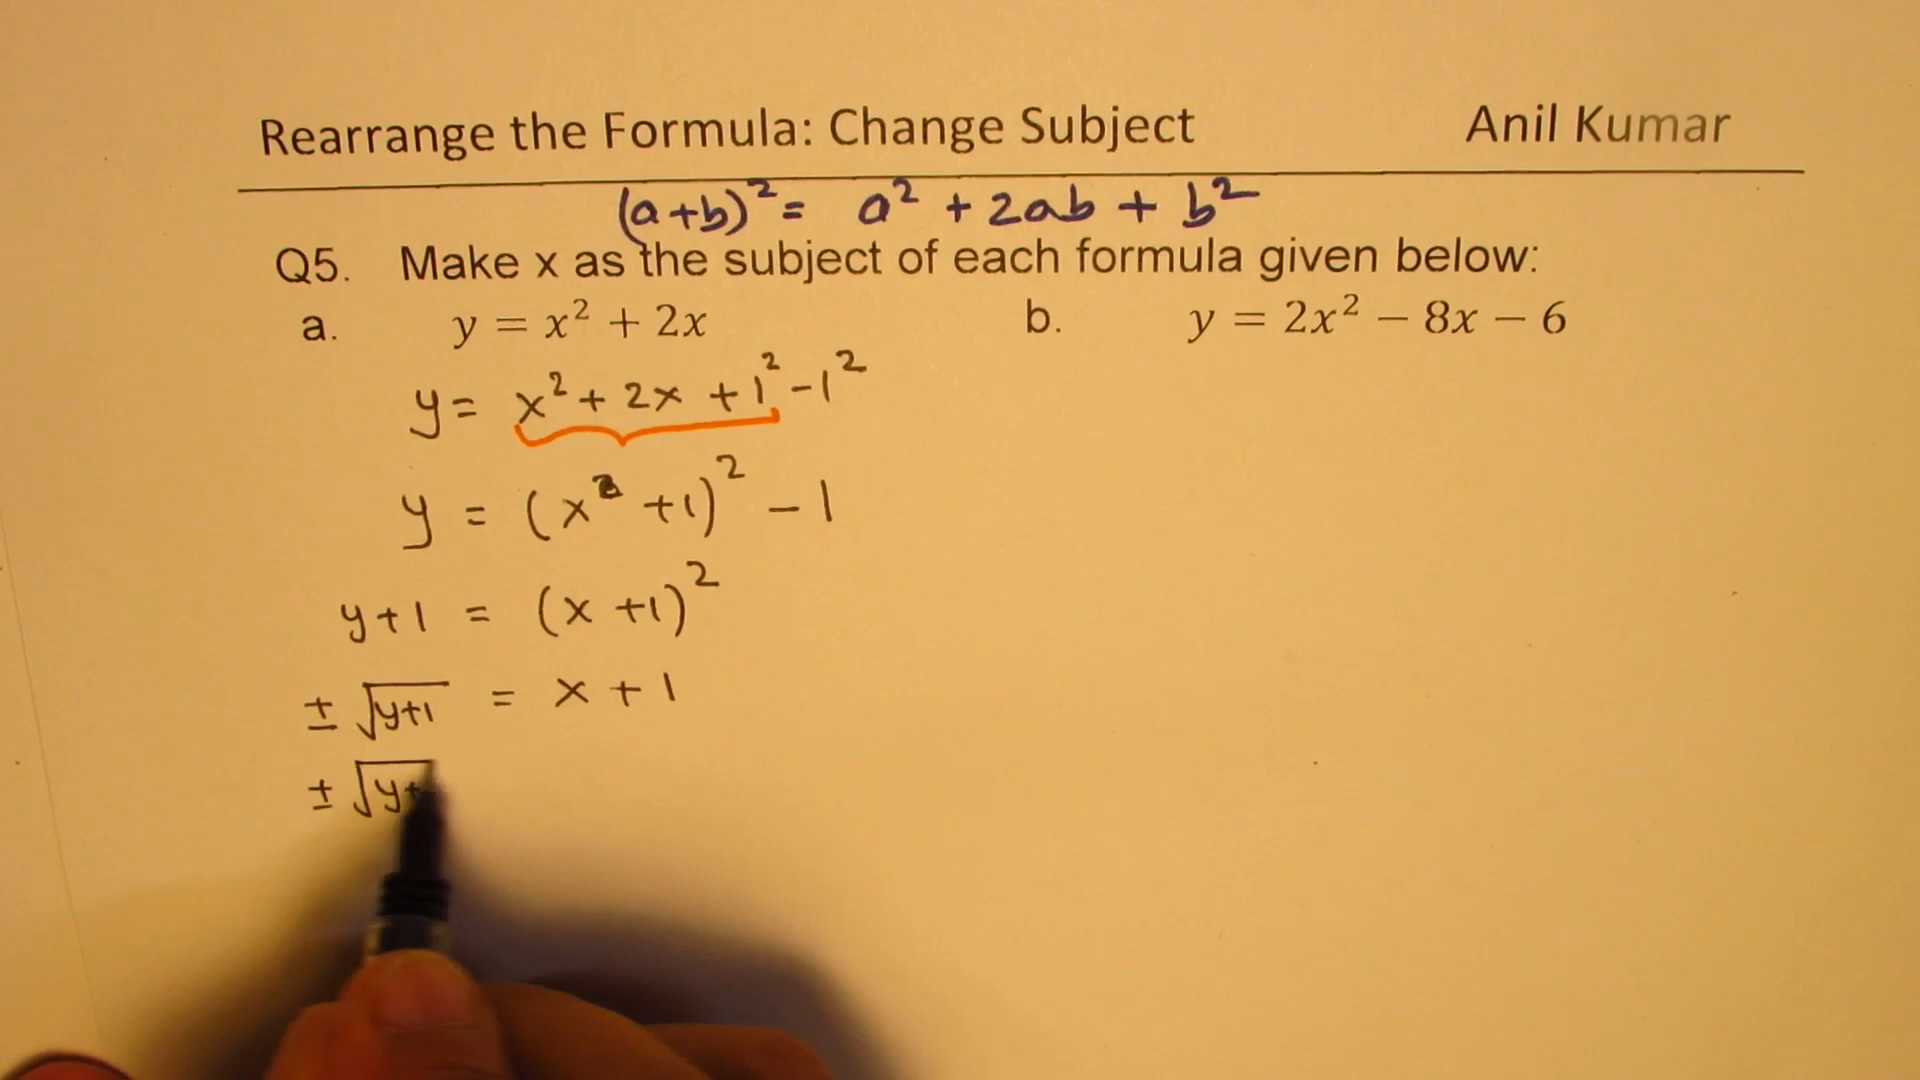 Rearrange the Formula: Change Subject Anil Kumar
(a+b)² = a² + 2ab + b²
Q5. Make x as the subject of each formula given below:
a. y = x² + 2x b. y = 2x² − 8x − 6
y = x² + 2x + 1² − 1²
y = (x² + 1)² − 1
y + 1 = (x + 1)²
± √y+1 = x + 1
± √y+